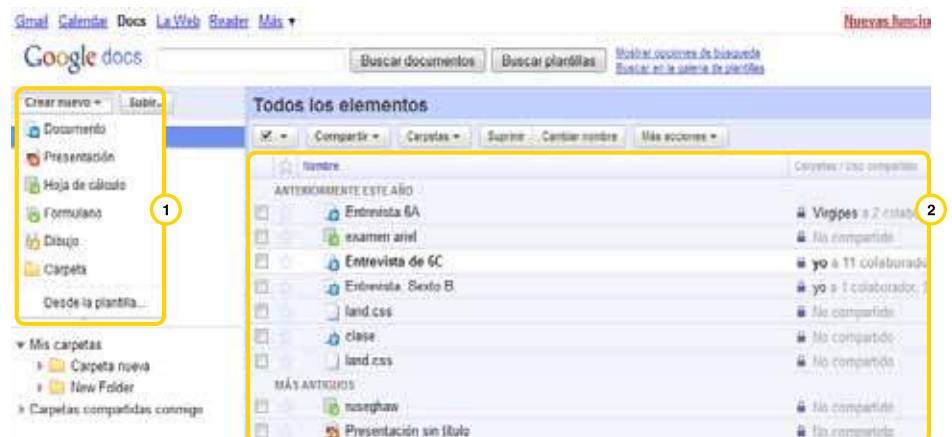 Gmail Calendar Docs La Web Reader Más ▾
Nuevas funcio
Google docs
Buscar documentos
Buscar plantillas
Mostrar opciones de búsqueda
Buscar en la galería de plantillas
Crear nuevo ▾
Subir...
Documento
Presentación
Hoja de cálculo
Formulario
Dibujo
Carpeta
Desde la plantilla...
1
Mis carpetas
Carpeta nueva
New Folder
Carpetas compartidas conmigo
Todos los elementos
Compartir ▾
Carpetas ▾
Suprimir
Cambiar nombre
Más acciones ▾
Nombre
Carpetas / Uso compartido
ANTERIORMENTE ESTE AÑO
Entrevista 6A
Virgipes a 2 colab
2
examen ariel
No compartido
Entrevista de 6C
yo a 11 colaborado
Entrevista Sexto B
yo a 1 colaborador,
land.css
No compartido
clase
No compartido
land.css
No compartido
MÁS ANTIGUOS
ruseghaw
No compartido
Presentación sin título
No compartido